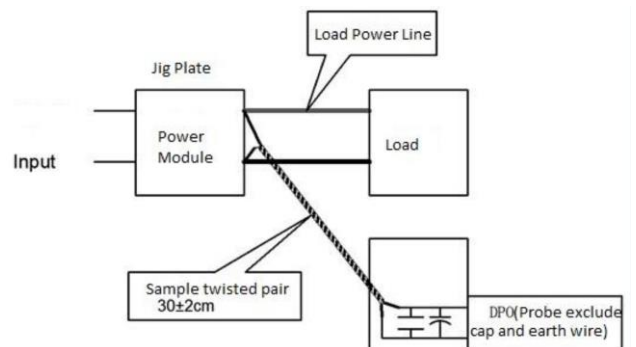 Load Power Line
Jig Plate
Power
Module
Load
Input
Sample twisted pair
30±2cm
DPO(Probe exclude
cap and earth wire)